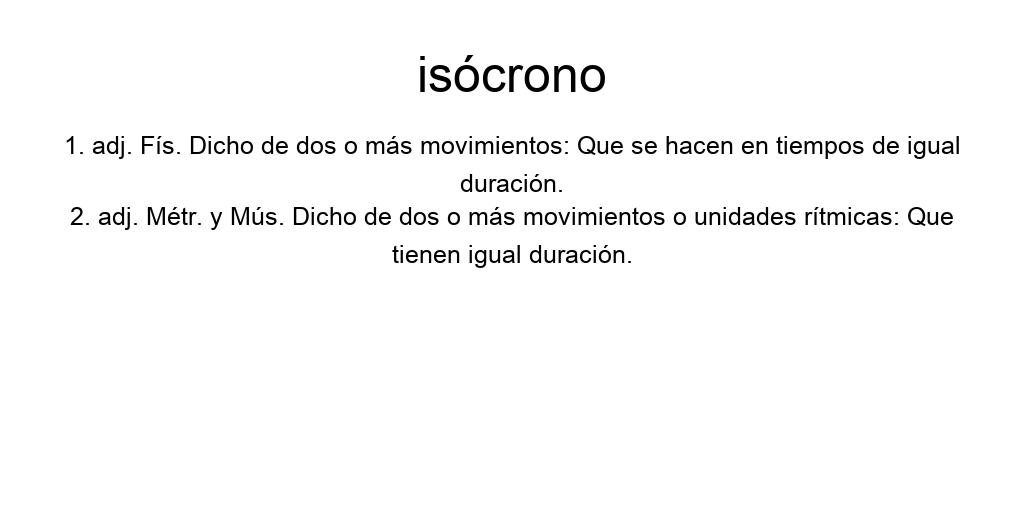 isócrono
1. adj. Fís. Dicho de dos o más movimientos: Que se hacen en tiempos de igual
duración.
2. adj. Métr. y Mús. Dicho de dos o más movimientos o unidades rítmicas: Que
tienen igual duración.